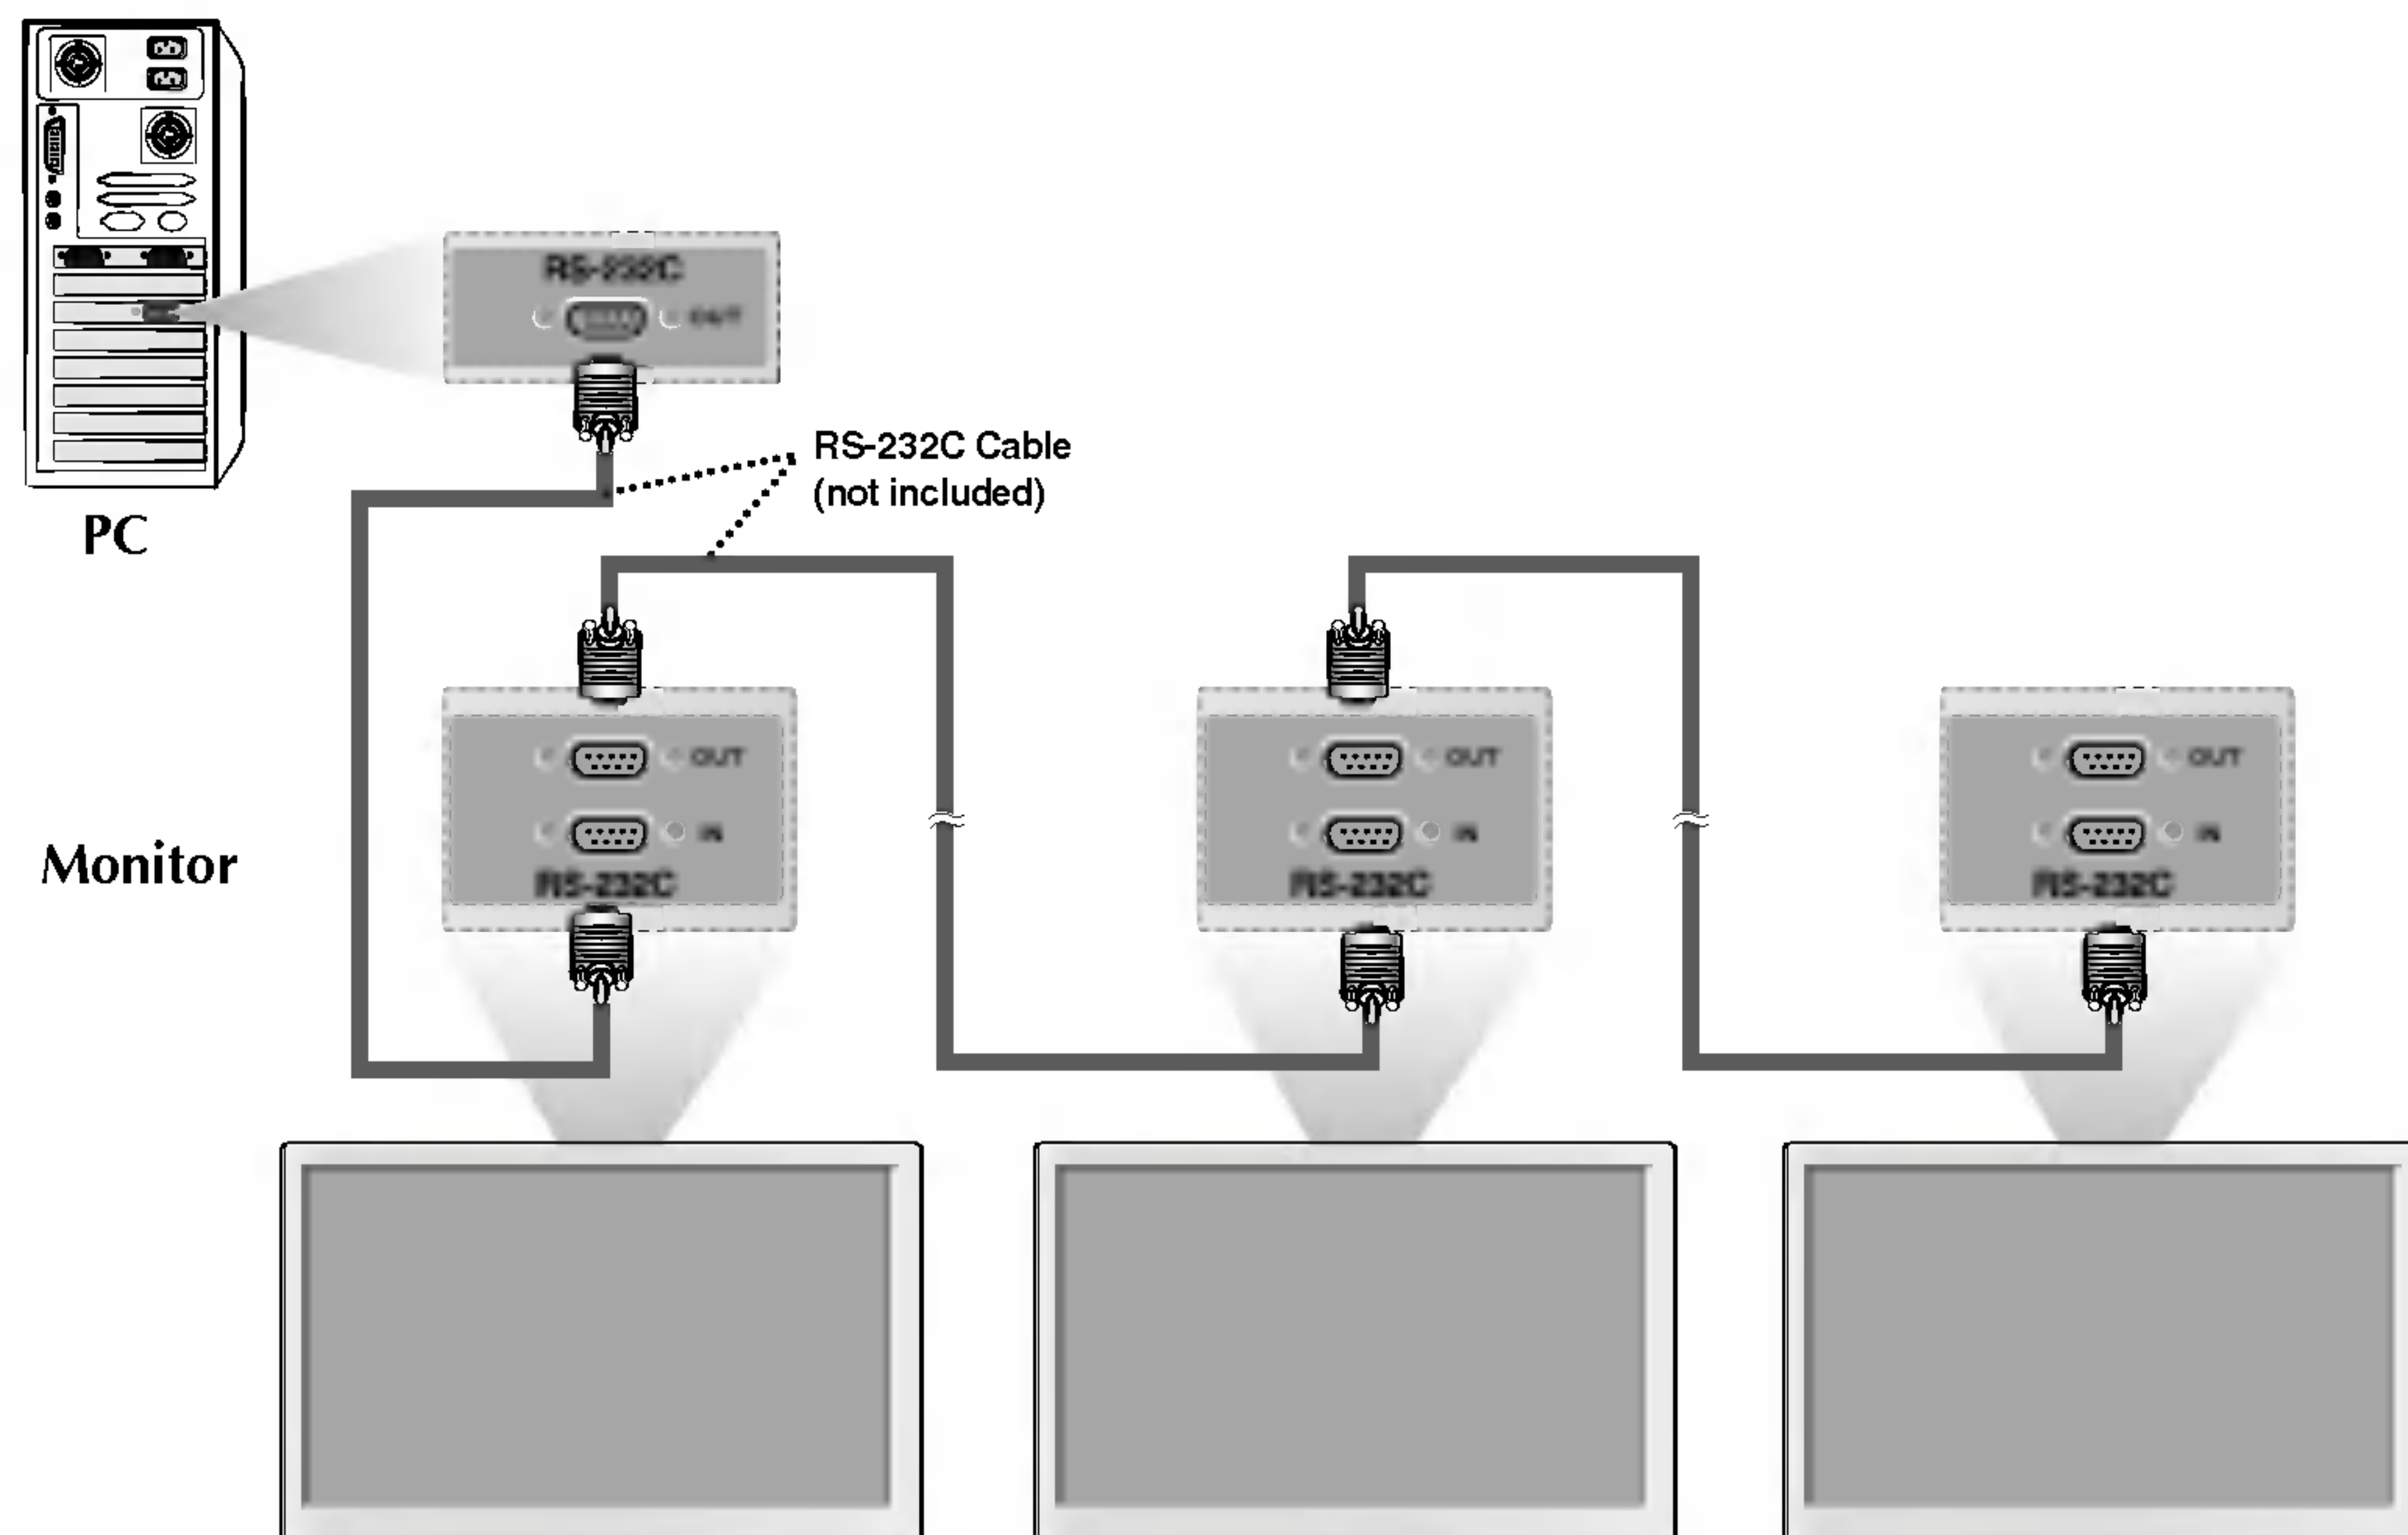 RS-232C
OUT
RS-232C Cable
(not included)
PC
OUT
OUT
OUT
Monitor
IN
IN
IN
RS-232C
RS-232C
RS-232C